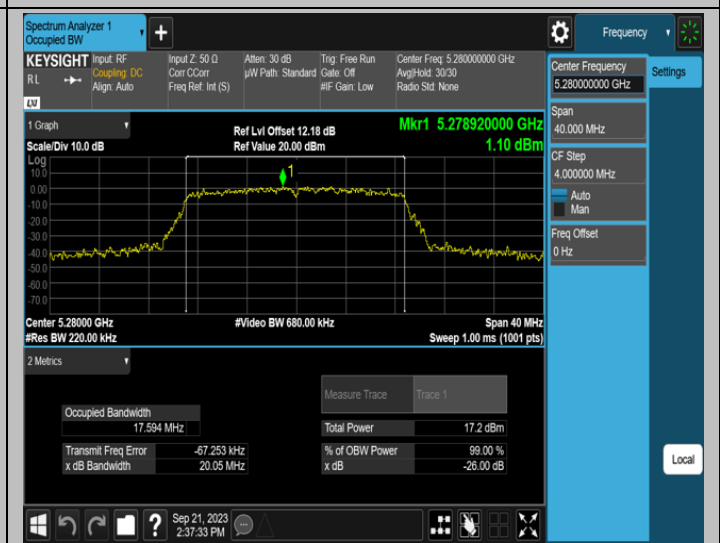 Spectrum Analyzer 1
Occupied BW
+
Frequency
KEYSIGHT
R L
LXI
Input: RF
Coupling: DC
Align: Auto
Input Z: 50 Ω
Corr CCorr
Freq Ref: Int (S)
Atten: 30 dB
µW Path: Standard
Trig: Free Run
Gate: Off
#IF Gain: Low
Center Freq: 5.280000000 GHz
Avg|Hold: 30/30
Radio Std: None
1 Graph
Scale/Div 10.0 dB
Ref Lvl Offset 12.18 dB
Ref Value 20.00 dBm
Mkr1 5.278920000 GHz
1.10 dBm
Log
10.0
0.00
-10.0
-20.0
-30.0
-40.0
-50.0
-60.0
-70.0
1
Center 5.28000 GHz
#Res BW 220.00 kHz
#Video BW 680.00 kHz
Span 40 MHz
Sweep 1.00 ms (1001 pts)
2 Metrics
Measure Trace
Trace 1
Occupied Bandwidth
17.594 MHz
Total Power
17.2 dBm
Transmit Freq Error
-67.253 kHz
% of OBW Power
99.00 %
x dB Bandwidth
20.05 MHz
x dB
-26.00 dB
Center Frequency
5.280000000 GHz
Settings
Span
40.000 MHz
CF Step
4.000000 MHz
Auto
Man
Freq Offset
0 Hz
Local
?
Sep 21, 2023
2:37:33 PM